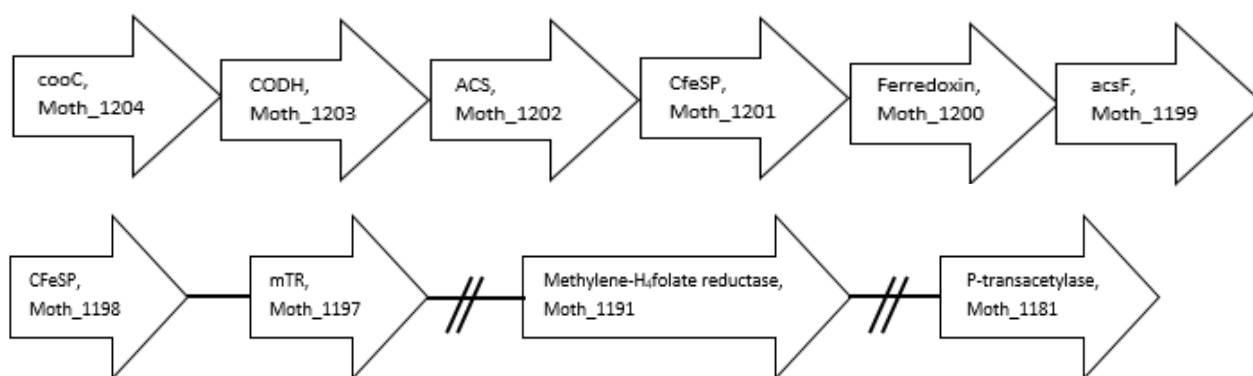 cooC,
Moth_1204
CODH,
Moth_1203
ACS,
Moth_1202
CfeSP,
Moth_1201
Ferredoxin,
Moth_1200
acsF,
Moth_1199
CFeSP,
Moth_1198
mTR,
Moth_1197
Methylene-H₄folate reductase,
Moth_1191
P-transacetylase,
Moth_1181